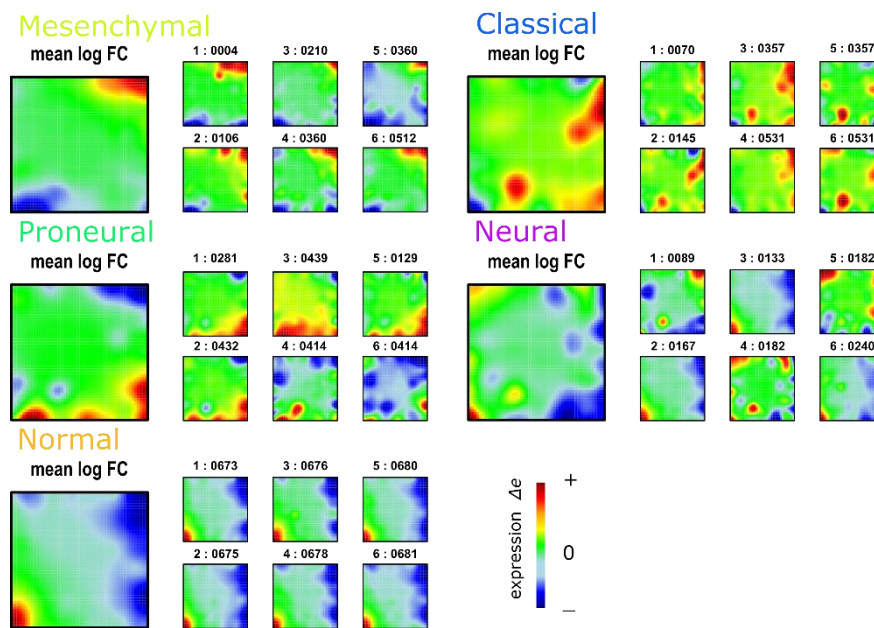 Mesenchymal
mean log FC
1 : 0004 3 : 0210 5 : 0360
2 : 0106 4 : 0360 6 : 0512
Classical
mean log FC
1 : 0070 3 : 0357 5 : 0357
2 : 0145 4 : 0531 6 : 0531
Proneural
mean log FC
1 : 0281 3 : 0439 5 : 0129
2 : 0432 4 : 0414 6 : 0414
Neural
mean log FC
1 : 0089 3 : 0133 5 : 0182
2 : 0167 4 : 0182 6 : 0240
Normal
mean log FC
1 : 0673 3 : 0676 5 : 0680
2 : 0675 4 : 0678 6 : 0681
expression Δe
+
0
−